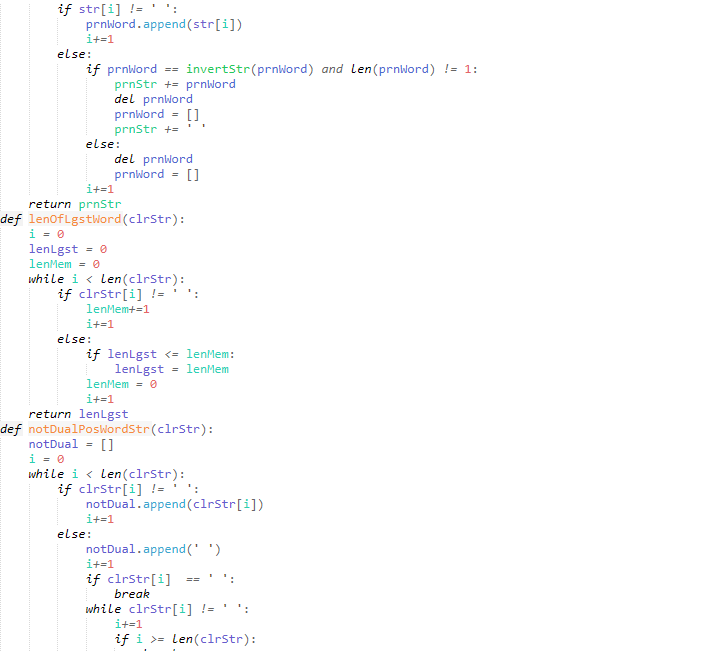 if str[i] != ' ':
prnWord.append(str[i])
i+=1
else:
if prnWord == invertStr(prnWord) and len(prnWord) != 1:
prnStr += prnWord
del prnWord
prnWord = []
prnStr += ' '
else:
del prnWord
prnWord = []
i+=1
return prnStr
def lenOfLgstWord(clrStr):
i = 0
lenLgst = 0
lenMem = 0
while i < len(clrStr):
if clrStr[i] != ' ':
lenMem+=1
i+=1
else:
if lenLgst <= lenMem:
lenLgst = lenMem
lenMem = 0
i+=1
return lenLgst
def notDualPosWordStr(clrStr):
notDual = []
i = 0
while i < len(clrStr):
if clrStr[i] != ' ':
notDual.append(clrStr[i])
i+=1
else:
notDual.append(' ')
i+=1
if clrStr[i]  == ' ':
break
while clrStr[i] != ' ':
i+=1
if i >= len(clrStr):